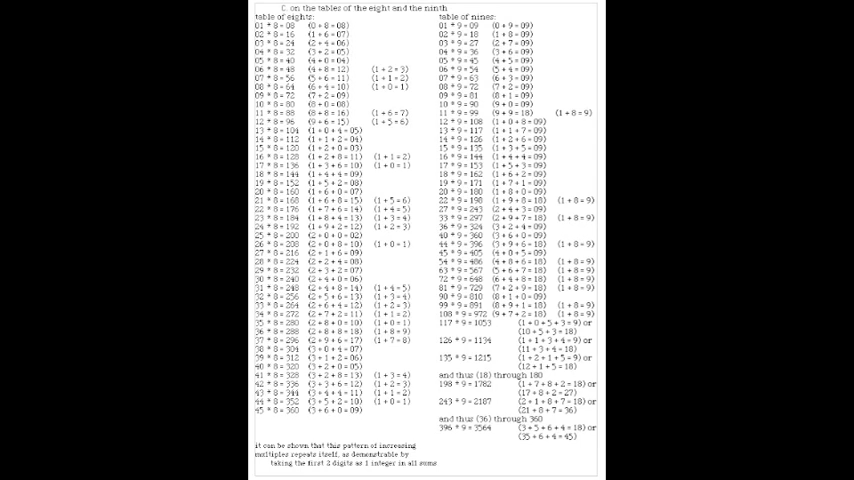 C. on the tables of the eight and the ninth
table of eights:
01 * 8 = 08 (0 + 8 = 08)
02 * 8 = 16 (1 + 6 = 07)
03 * 8 = 24 (2 + 4 = 06)
04 * 8 = 32 (3 + 2 = 05)
05 * 8 = 40 (4 + 0 = 04)
06 * 8 = 48 (4 + 8 = 12) (1 + 2 = 3)
07 * 8 = 56 (5 + 6 = 11) (1 + 1 = 2)
08 * 8 = 64 (6 + 4 = 10) (1 + 0 = 1)
09 * 8 = 72 (7 + 2 = 09)
10 * 8 = 80 (8 + 0 = 08)
11 * 8 = 88 (8 + 8 = 16) (1 + 6 = 7)
12 * 8 = 96 (9 + 6 = 15) (1 + 5 = 6)
13 * 8 = 104 (1 + 0 + 4 = 05)
14 * 8 = 112 (1 + 1 + 2 = 04)
15 * 8 = 120 (1 + 2 + 0 = 03)
16 * 8 = 128 (1 + 2 + 8 = 11) (1 + 1 = 2)
17 * 8 = 136 (1 + 3 + 6 = 10) (1 + 0 = 1)
18 * 8 = 144 (1 + 4 + 4 = 09)
19 * 8 = 152 (1 + 5 + 2 = 08)
20 * 8 = 160 (1 + 6 + 0 = 07)
21 * 8 = 168 (1 + 6 + 8 = 15) (1 + 5 = 6)
22 * 8 = 176 (1 + 7 + 6 = 14) (1 + 4 = 5)
23 * 8 = 184 (1 + 8 + 4 = 13) (1 + 3 = 4)
24 * 8 = 192 (1 + 9 + 2 = 12) (1 + 2 = 3)
25 * 8 = 200 (2 + 0 + 0 = 02)
26 * 8 = 208 (2 + 0 + 8 = 10) (1 + 0 = 1)
27 * 8 = 216 (2 + 1 + 6 = 09)
28 * 8 = 224 (2 + 2 + 4 = 08)
29 * 8 = 232 (2 + 3 + 2 = 07)
30 * 8 = 240 (2 + 4 + 0 = 06)
31 * 8 = 248 (2 + 4 + 8 = 14) (1 + 4 = 5)
32 * 8 = 256 (2 + 5 + 6 = 13) (1 + 3 = 4)
33 * 8 = 264 (2 + 6 + 4 = 12) (1 + 2 = 3)
34 * 8 = 272 (2 + 7 + 2 = 11) (1 + 1 = 2)
35 * 8 = 280 (2 + 8 + 0 = 10) (1 + 0 = 1)
36 * 8 = 288 (2 + 8 + 8 = 18) (1 + 8 = 9)
37 * 8 = 296 (2 + 9 + 6 = 17) (1 + 7 = 8)
38 * 8 = 304 (3 + 0 + 4 = 07)
39 * 8 = 312 (3 + 1 + 2 = 06)
40 * 8 = 320 (3 + 2 + 0 = 05)
41 * 8 = 328 (3 + 2 + 8 = 13) (1 + 3 = 4)
42 * 8 = 336 (3 + 3 + 6 = 12) (1 + 2 = 3)
43 * 8 = 344 (3 + 4 + 4 = 11) (1 + 1 = 2)
44 * 8 = 352 (3 + 5 + 2 = 10) (1 + 0 = 1)
45 * 8 = 360 (3 + 6 + 0 = 09)
it can be shown that this pattern of increasing
multiples repeats itself, as demonstrable by
taking the first 2 digits as 1 integer in all sums
table of nines:
01 * 9 = 09 (0 + 9 = 09)
02 * 9 = 18 (1 + 8 = 09)
03 * 9 = 27 (2 + 7 = 09)
04 * 9 = 36 (3 + 6 = 09)
05 * 9 = 45 (4 + 5 = 09)
06 * 9 = 54 (5 + 4 = 09)
07 * 9 = 63 (6 + 3 = 09)
08 * 9 = 72 (7 + 2 = 09)
09 * 9 = 81 (8 + 1 = 09)
10 * 9 = 90 (9 + 0 = 09)
11 * 9 = 99 (9 + 9 = 18) (1 + 8 = 9)
12 * 9 = 108 (1 + 0 + 8 = 09)
13 * 9 = 117 (1 + 1 + 7 = 09)
14 * 9 = 126 (1 + 2 + 6 = 09)
15 * 9 = 135 (1 + 3 + 5 = 09)
16 * 9 = 144 (1 + 4 + 4 = 09)
17 * 9 = 153 (1 + 5 + 3 = 09)
18 * 9 = 162 (1 + 6 + 2 = 09)
19 * 9 = 171 (1 + 7 + 1 = 09)
20 * 9 = 180 (1 + 8 + 0 = 09)
22 * 9 = 198 (1 + 9 + 8 = 18) (1 + 8 = 9)
27 * 9 = 243 (2 + 4 + 3 = 09)
33 * 9 = 297 (2 + 9 + 7 = 18) (1 + 8 = 9)
36 * 9 = 324 (3 + 2 + 4 = 09)
40 * 9 = 360 (3 + 6 + 0 = 09)
44 * 9 = 396 (3 + 9 + 6 = 18) (1 + 8 = 9)
45 * 9 = 405 (4 + 0 + 5 = 09)
54 * 9 = 486 (4 + 8 + 6 = 18) (1 + 8 = 9)
63 * 9 = 567 (5 + 6 + 7 = 18) (1 + 8 = 9)
72 * 9 = 648 (6 + 4 + 8 = 18) (1 + 8 = 9)
81 * 9 = 729 (7 + 2 + 9 = 18) (1 + 8 = 9)
90 * 9 = 810 (8 + 1 + 0 = 09)
99 * 9 = 891 (8 + 9 + 1 = 18) (1 + 8 = 9)
108 * 9 = 972 (9 + 7 + 2 = 18) (1 + 8 = 9)
117 * 9 = 1053 (1 + 0 + 5 + 3 = 9) or
(10 + 5 + 3 = 18)
126 * 9 = 1134 (1 + 1 + 3 + 4 = 9) or
(11 + 3 + 4 = 18)
135 * 9 = 1215 (1 + 2 + 1 + 5 = 9) or
(12 + 1 + 5 = 18)
and thus (18) through 180
198 * 9 = 1782 (1 + 7 + 8 + 2 = 18) or
(17 + 8 + 2 = 27)
243 * 9 = 2187 (2 + 1 + 8 + 7 = 18) or
(21 + 8 + 7 = 36)
and thus (36) through 360
396 * 9 = 3564 (3 + 5 + 6 + 4 = 18) or
(35 + 6 + 4 = 45)